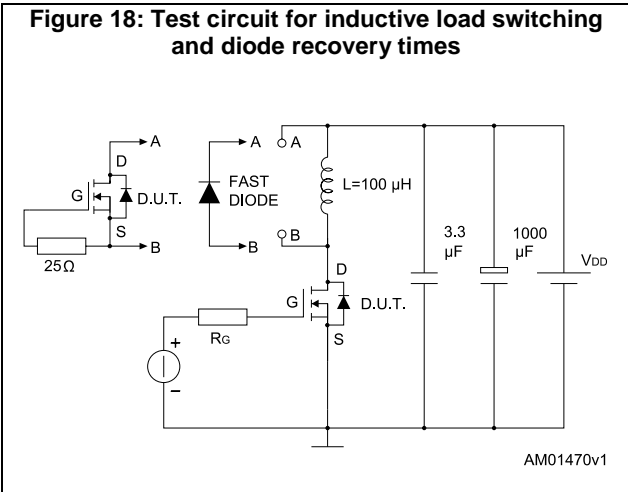 Figure 18: Test circuit for inductive load switching
and diode recovery times
A
D
G
D.U.T.
S
B
25Ω
A
FAST
DIODE
B
A
L=100 µH
B
D
G
D.U.T.
S
RG
+
-
3.3
µF
1000
µF
VDD
AM01470v1